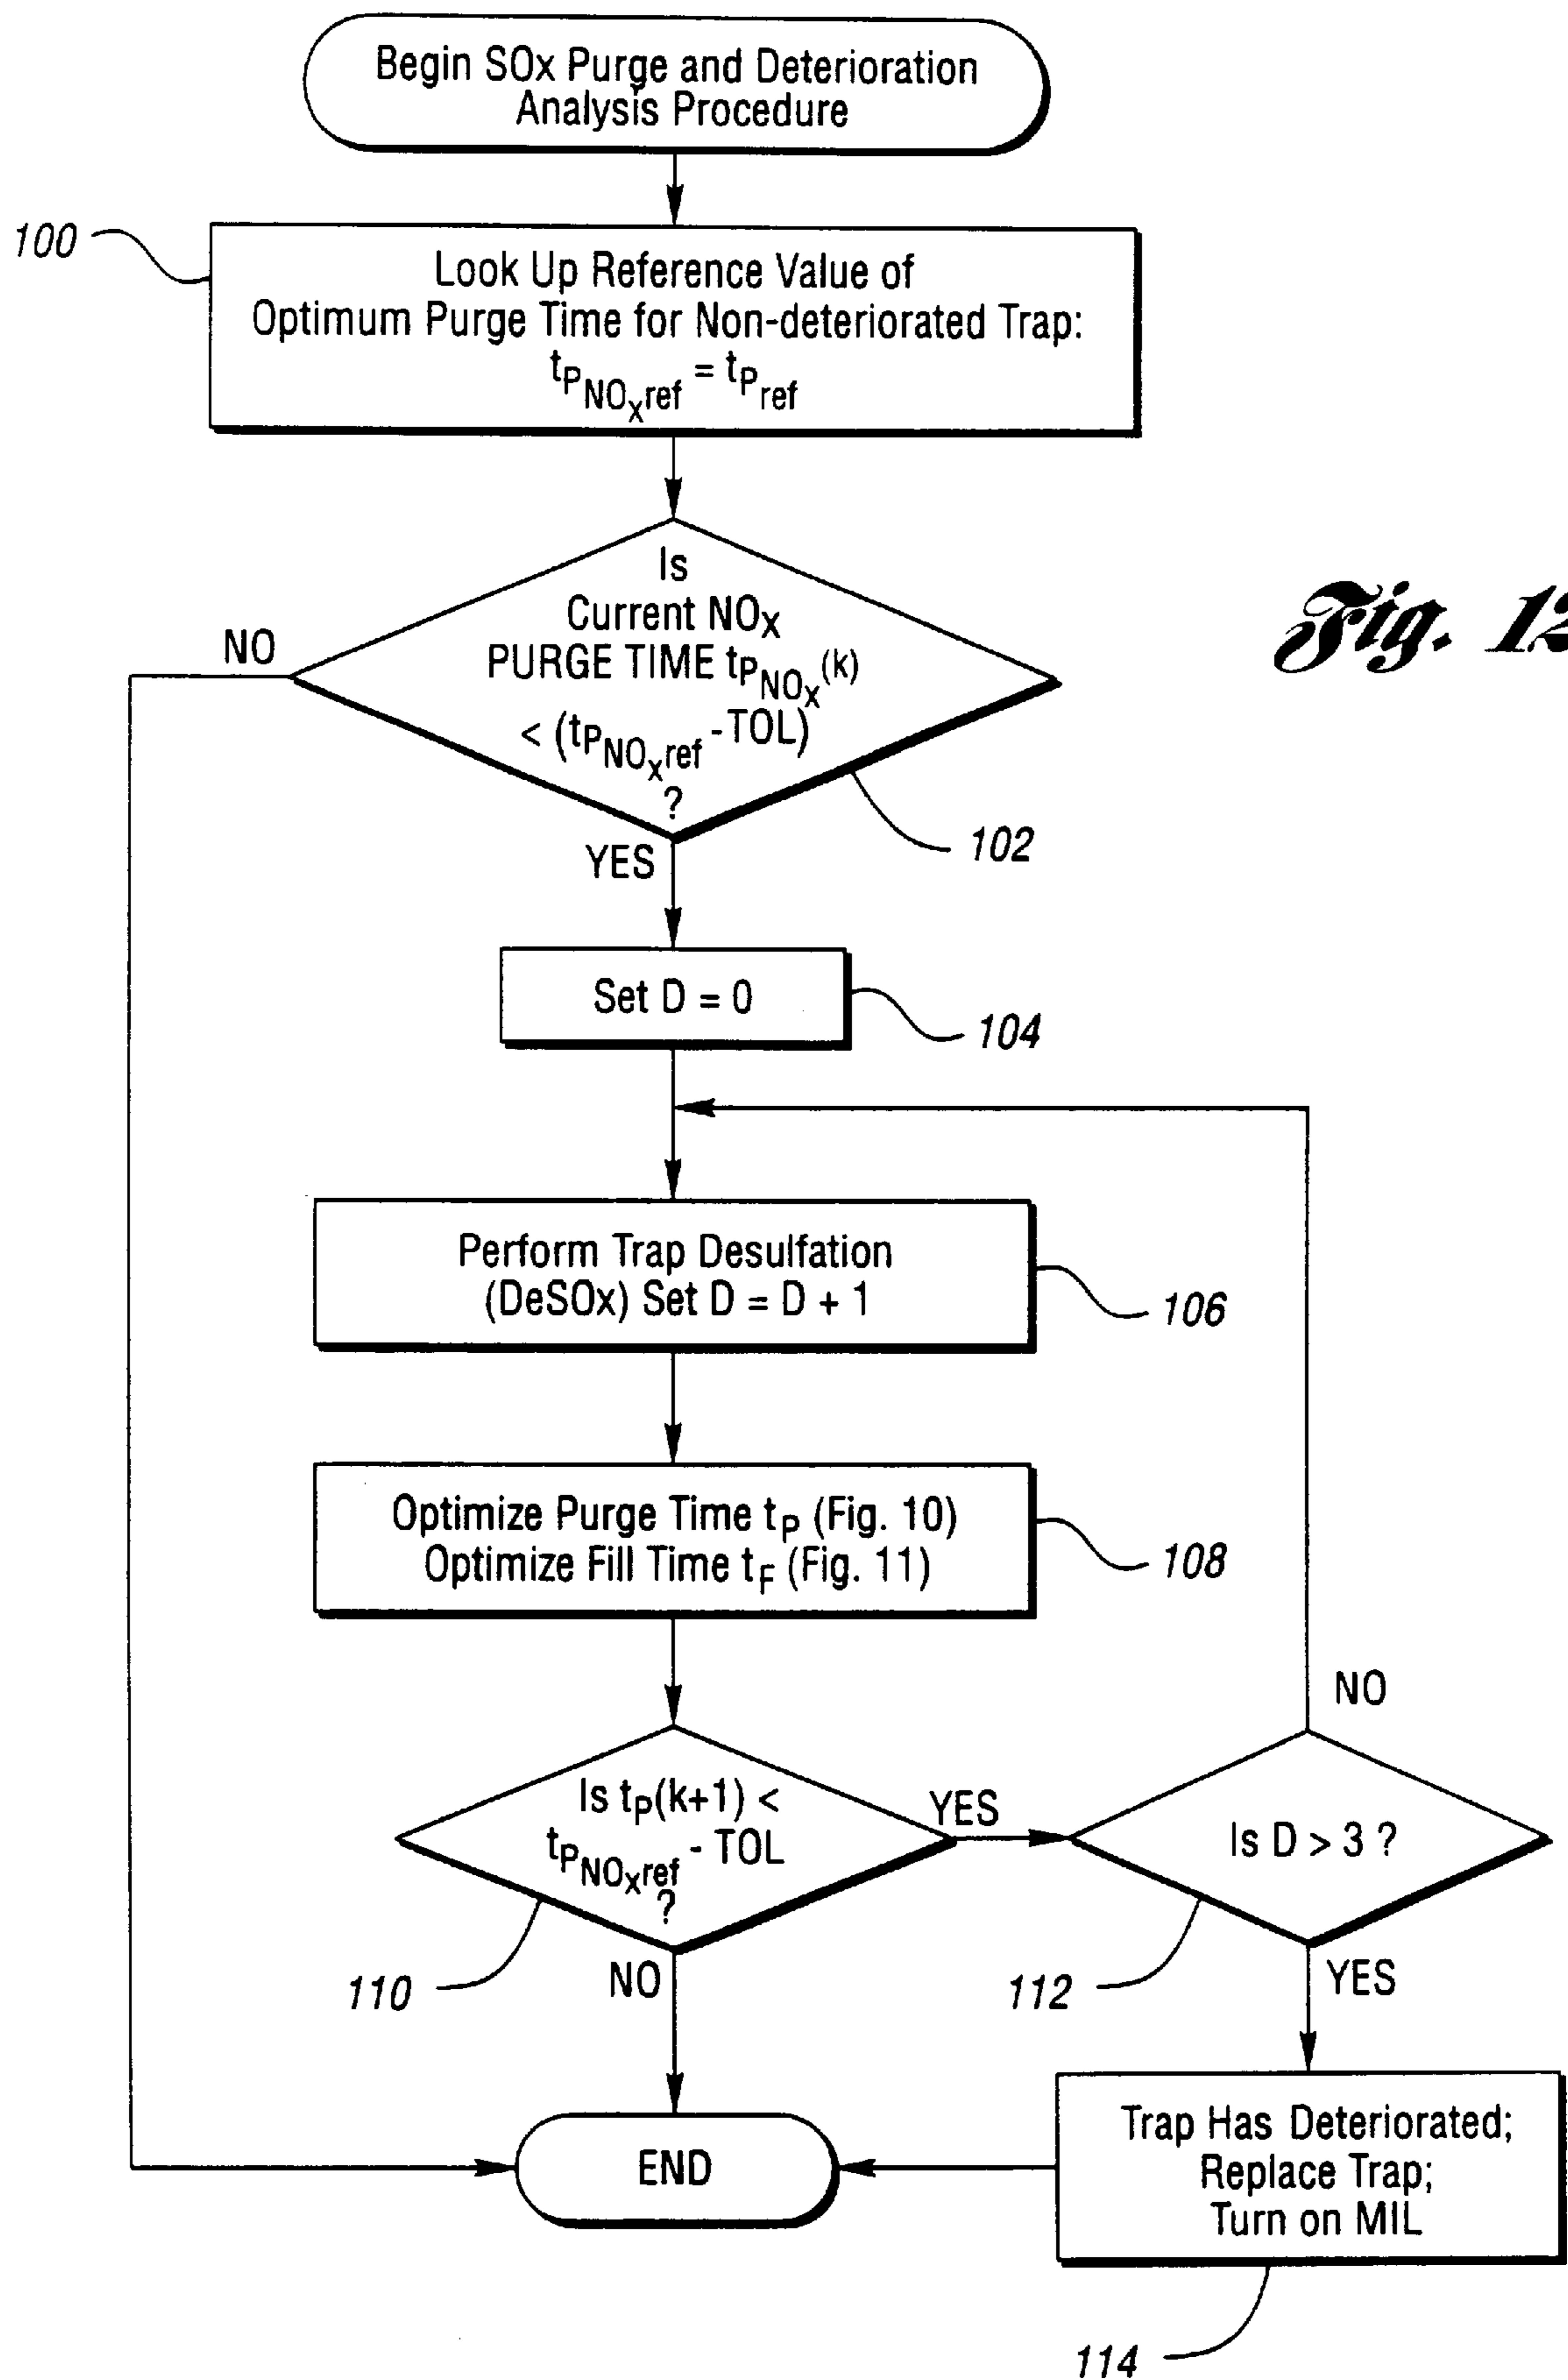 Begin SOx Purge and Deterioration
Analysis Procedure
100
Look Up Reference Value of
Optimum Purge Time for Non-deteriorated Trap:
tPNOxref = tPref
Is
Current NOx
PURGE TIME tPNOx(k)
< (tPNOxref -TOL)
?
NO
Fig. 12
102
YES
Set D = 0
104
Perform Trap Desulfation
(DeSOx) Set D = D + 1
106
Optimize Purge Time tP (Fig. 10)
Optimize Fill Time tF (Fig. 11)
108
NO
Is tP(k+1) <
tPNOxref - TOL
?
YES
Is D > 3 ?
110
NO
112
YES
END
Trap Has Deteriorated;
Replace Trap;
Turn on MIL
114